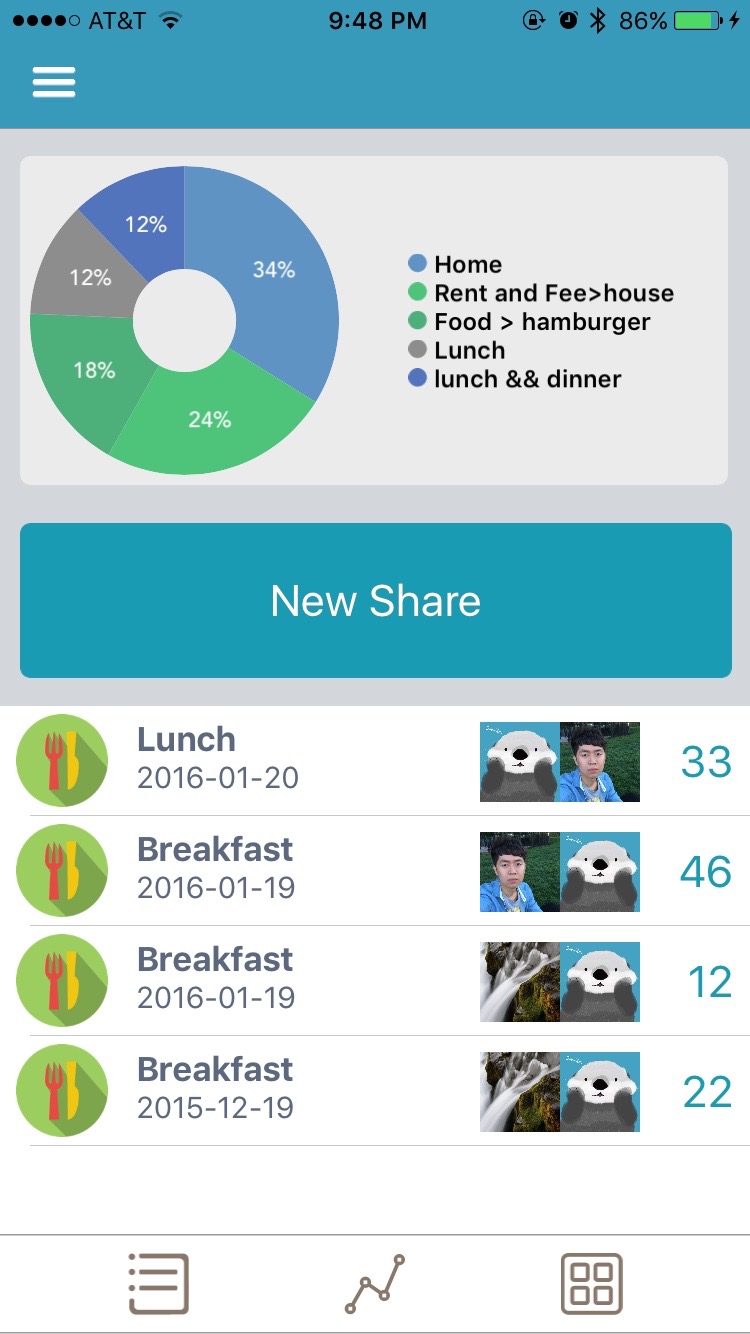 AT&T 9:48 PM 86%
12%
34%
12%
18%
24%
Home
Rent and Fee>house
Food > hamburger
Lunch
lunch && dinner
New Share
Lunch
2016-01-20
33
Breakfast
2016-01-19
46
Breakfast
2016-01-19
12
Breakfast
2015-12-19
22